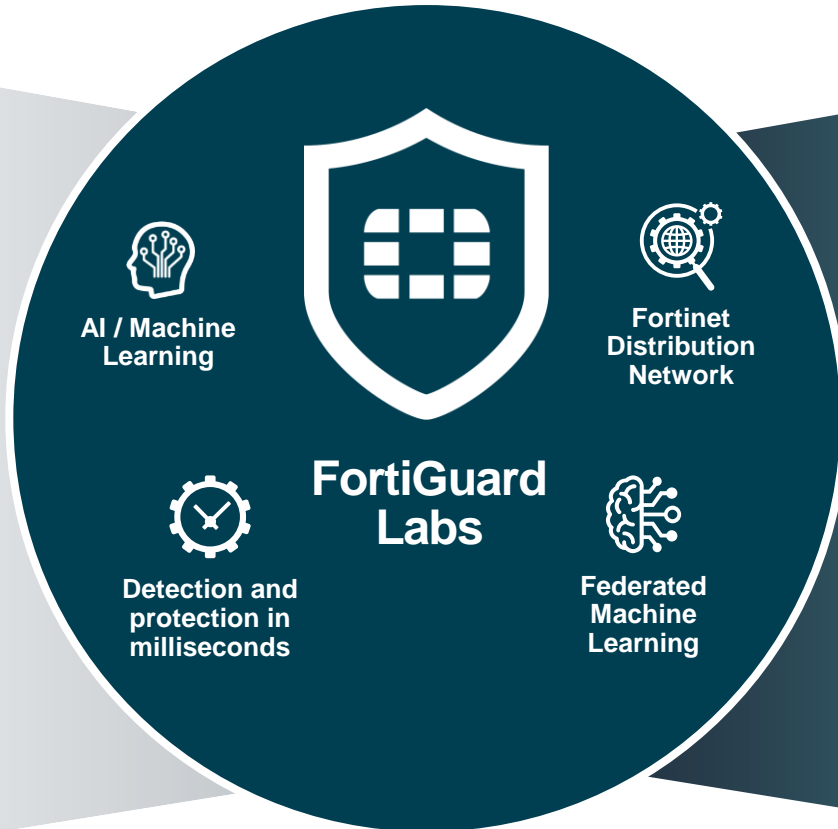 AI / Machine
Learning
Fortinet
Distribution
Network
FortiGuard
Labs
Detection and
protection in
milliseconds
Federated
Machine
Learning